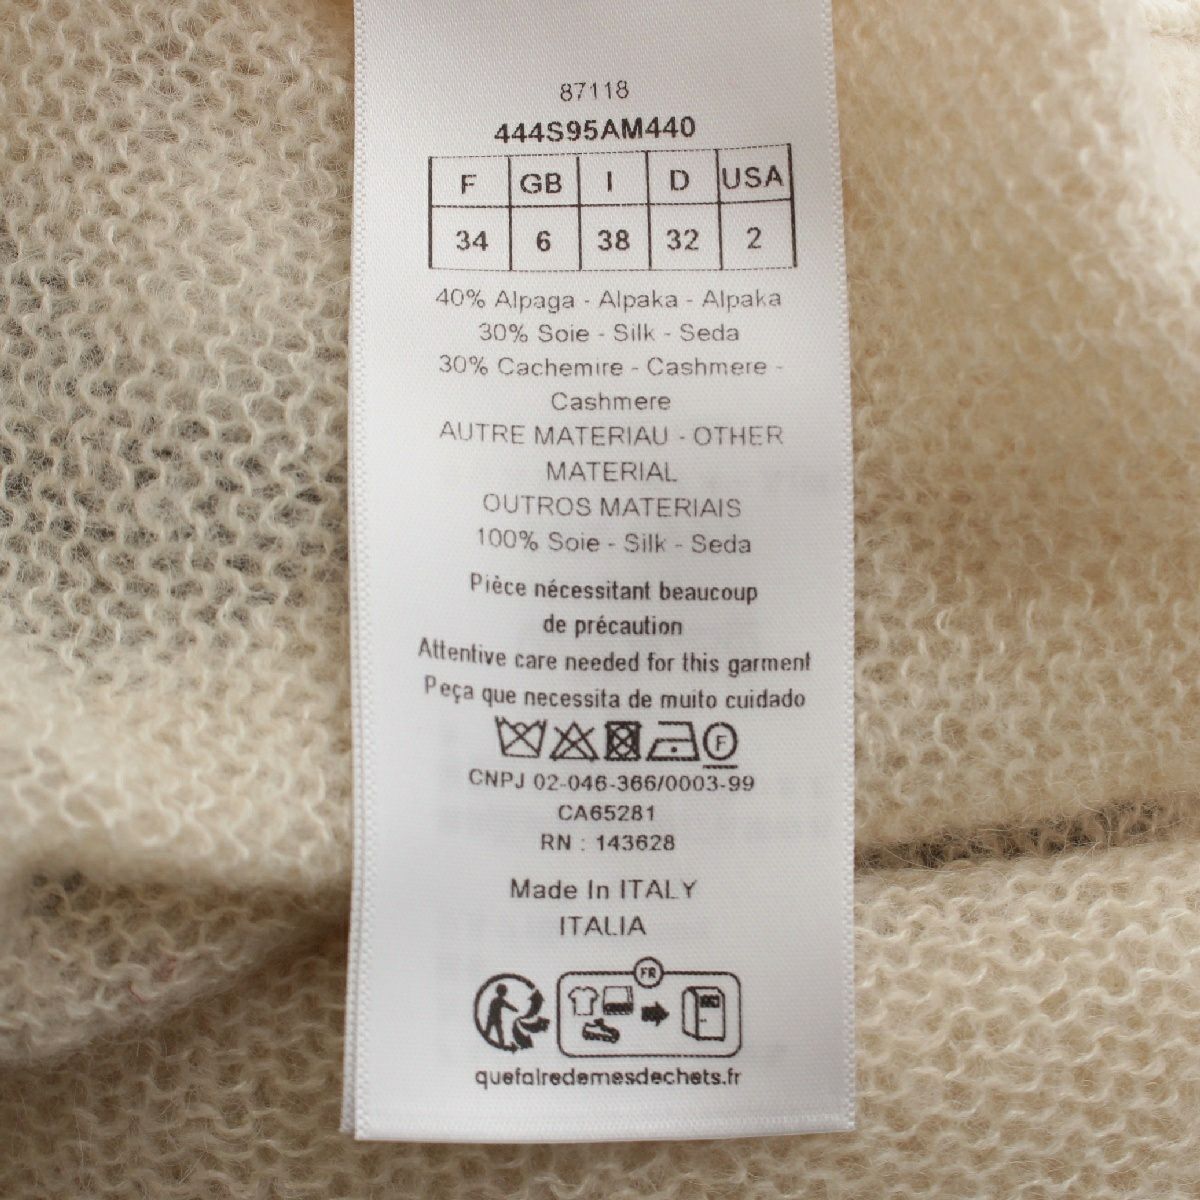 87118
444S95AM440
F GB I D USA
34 6 38 32 2
40% Alpaga - Alpaka - Alpaka
30% Soie - Silk - Seda
30% Cachemire - Cashmere -
Cashmere
AUTRE MATERIAU - OTHER
MATERIAL
OUTROS MATERIAIS
100% Soie - Silk - Seda
Pièce nécessitant beaucoup
de précaution
Attentive care needed for this garment
Peça que necessita de muito cuidado
F
CNPJ 02-046-366/0003-99
CA65281
RN : 143628
Made In ITALY
ITALIA
FR
quefairedemesdechets.fr